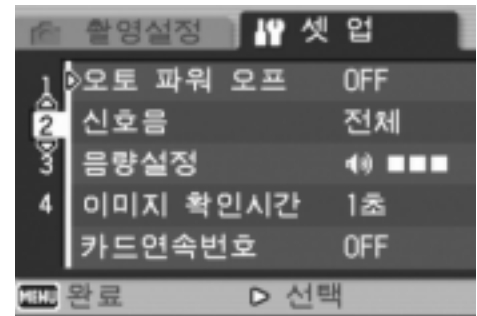 촬영설정 셋 업
1 오토 파워 오프 OFF
2 신호음 전체
3 음량설정
4 이미지 확인시간 1초
카드연속번호 OFF
MENU 완료 선택